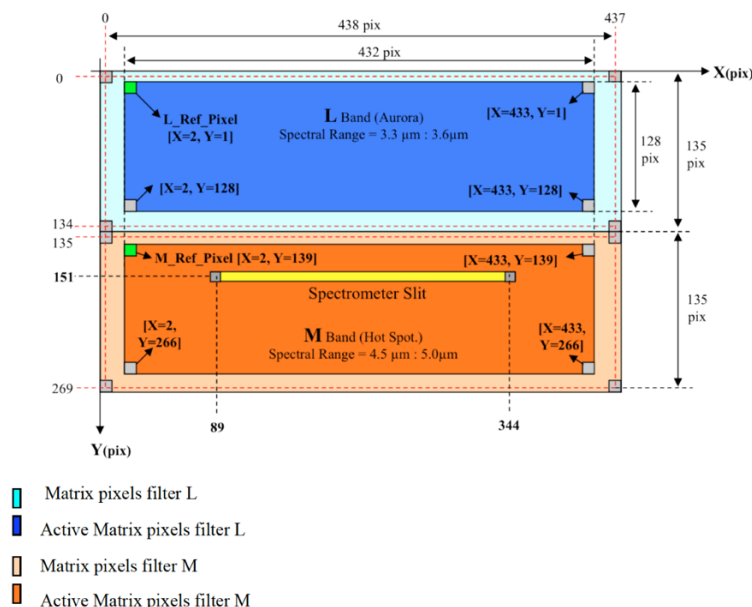 0
437
438 pix
432 pix
0
X(pix)
L_Ref_Pixel
[X=2, Y=1]
L Band (Aurora)
Spectral Range = 3.3 µm : 3.6µm
[X=433, Y=1]
128
pix
135
pix
[X=2, Y=128]
[X=433, Y=128]
134
135
M_Ref_Pixel [X=2, Y=139]
[X=433, Y=139]
151
Spectrometer Slit
135
pix
M Band (Hot Spot.)
Spectral Range = 4.5 µm : 5.0µm
[X=2,
Y=266]
[X=433,
Y=266]
269
89
344
Y(pix)
Matrix pixels filter L
Active Matrix pixels filter L
Matrix pixels filter M
Active Matrix pixels filter M